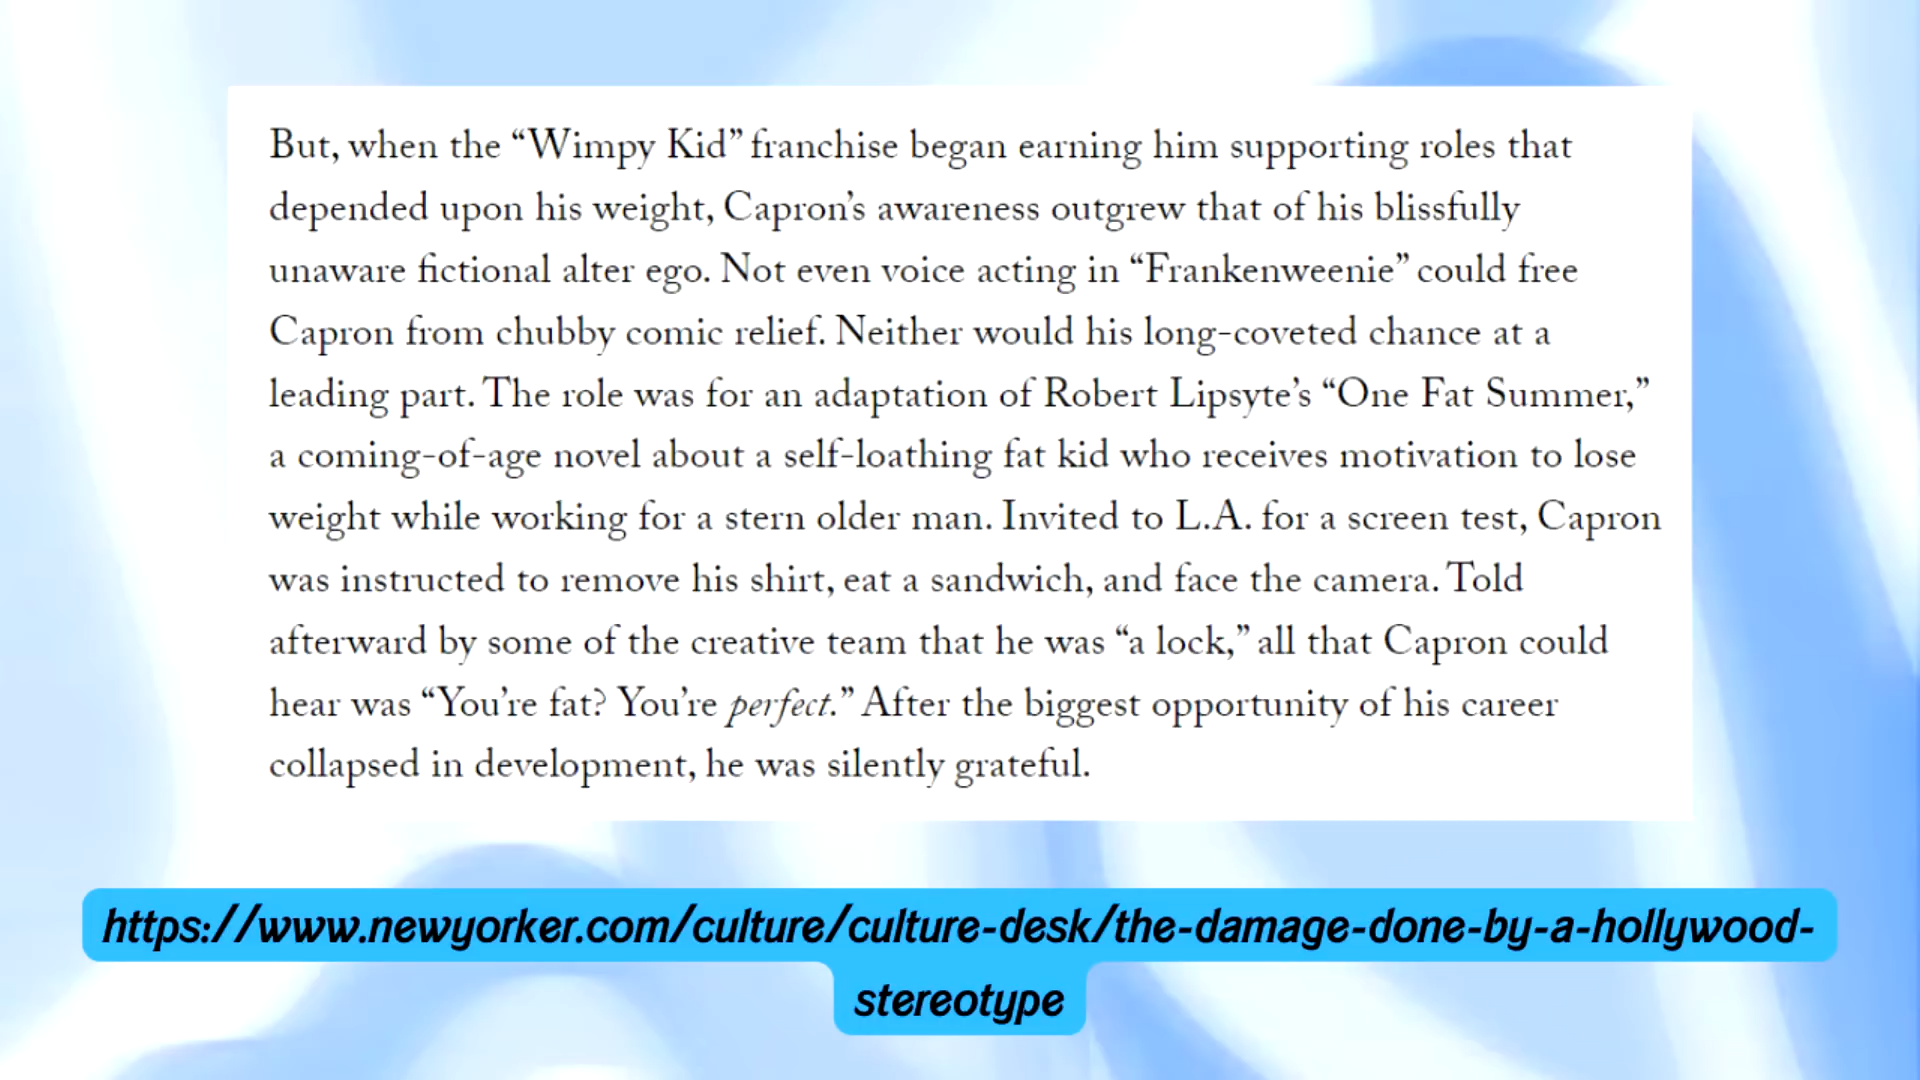 But, when the “Wimpy Kid” franchise began earning him supporting roles that
depended upon his weight, Capron’s awareness outgrew that of his blissfully
unaware fictional alter ego. Not even voice acting in “Frankenweenie” could free
Capron from chubby comic relief. Neither would his long-coveted chance at a
leading part. The role was for an adaptation of Robert Lipsyte’s “One Fat Summer,”
a coming-of-age novel about a self-loathing fat kid who receives motivation to lose
weight while working for a stern older man. Invited to L.A. for a screen test, Capron
was instructed to remove his shirt, eat a sandwich, and face the camera. Told
afterward by some of the creative team that he was “a lock,” all that Capron could
hear was “You’re fat? You’re perfect.” After the biggest opportunity of his career
collapsed in development, he was silently grateful.
https://www.newyorker.com/culture/culture-desk/the-damage-done-by-a-hollywood-
stereotype